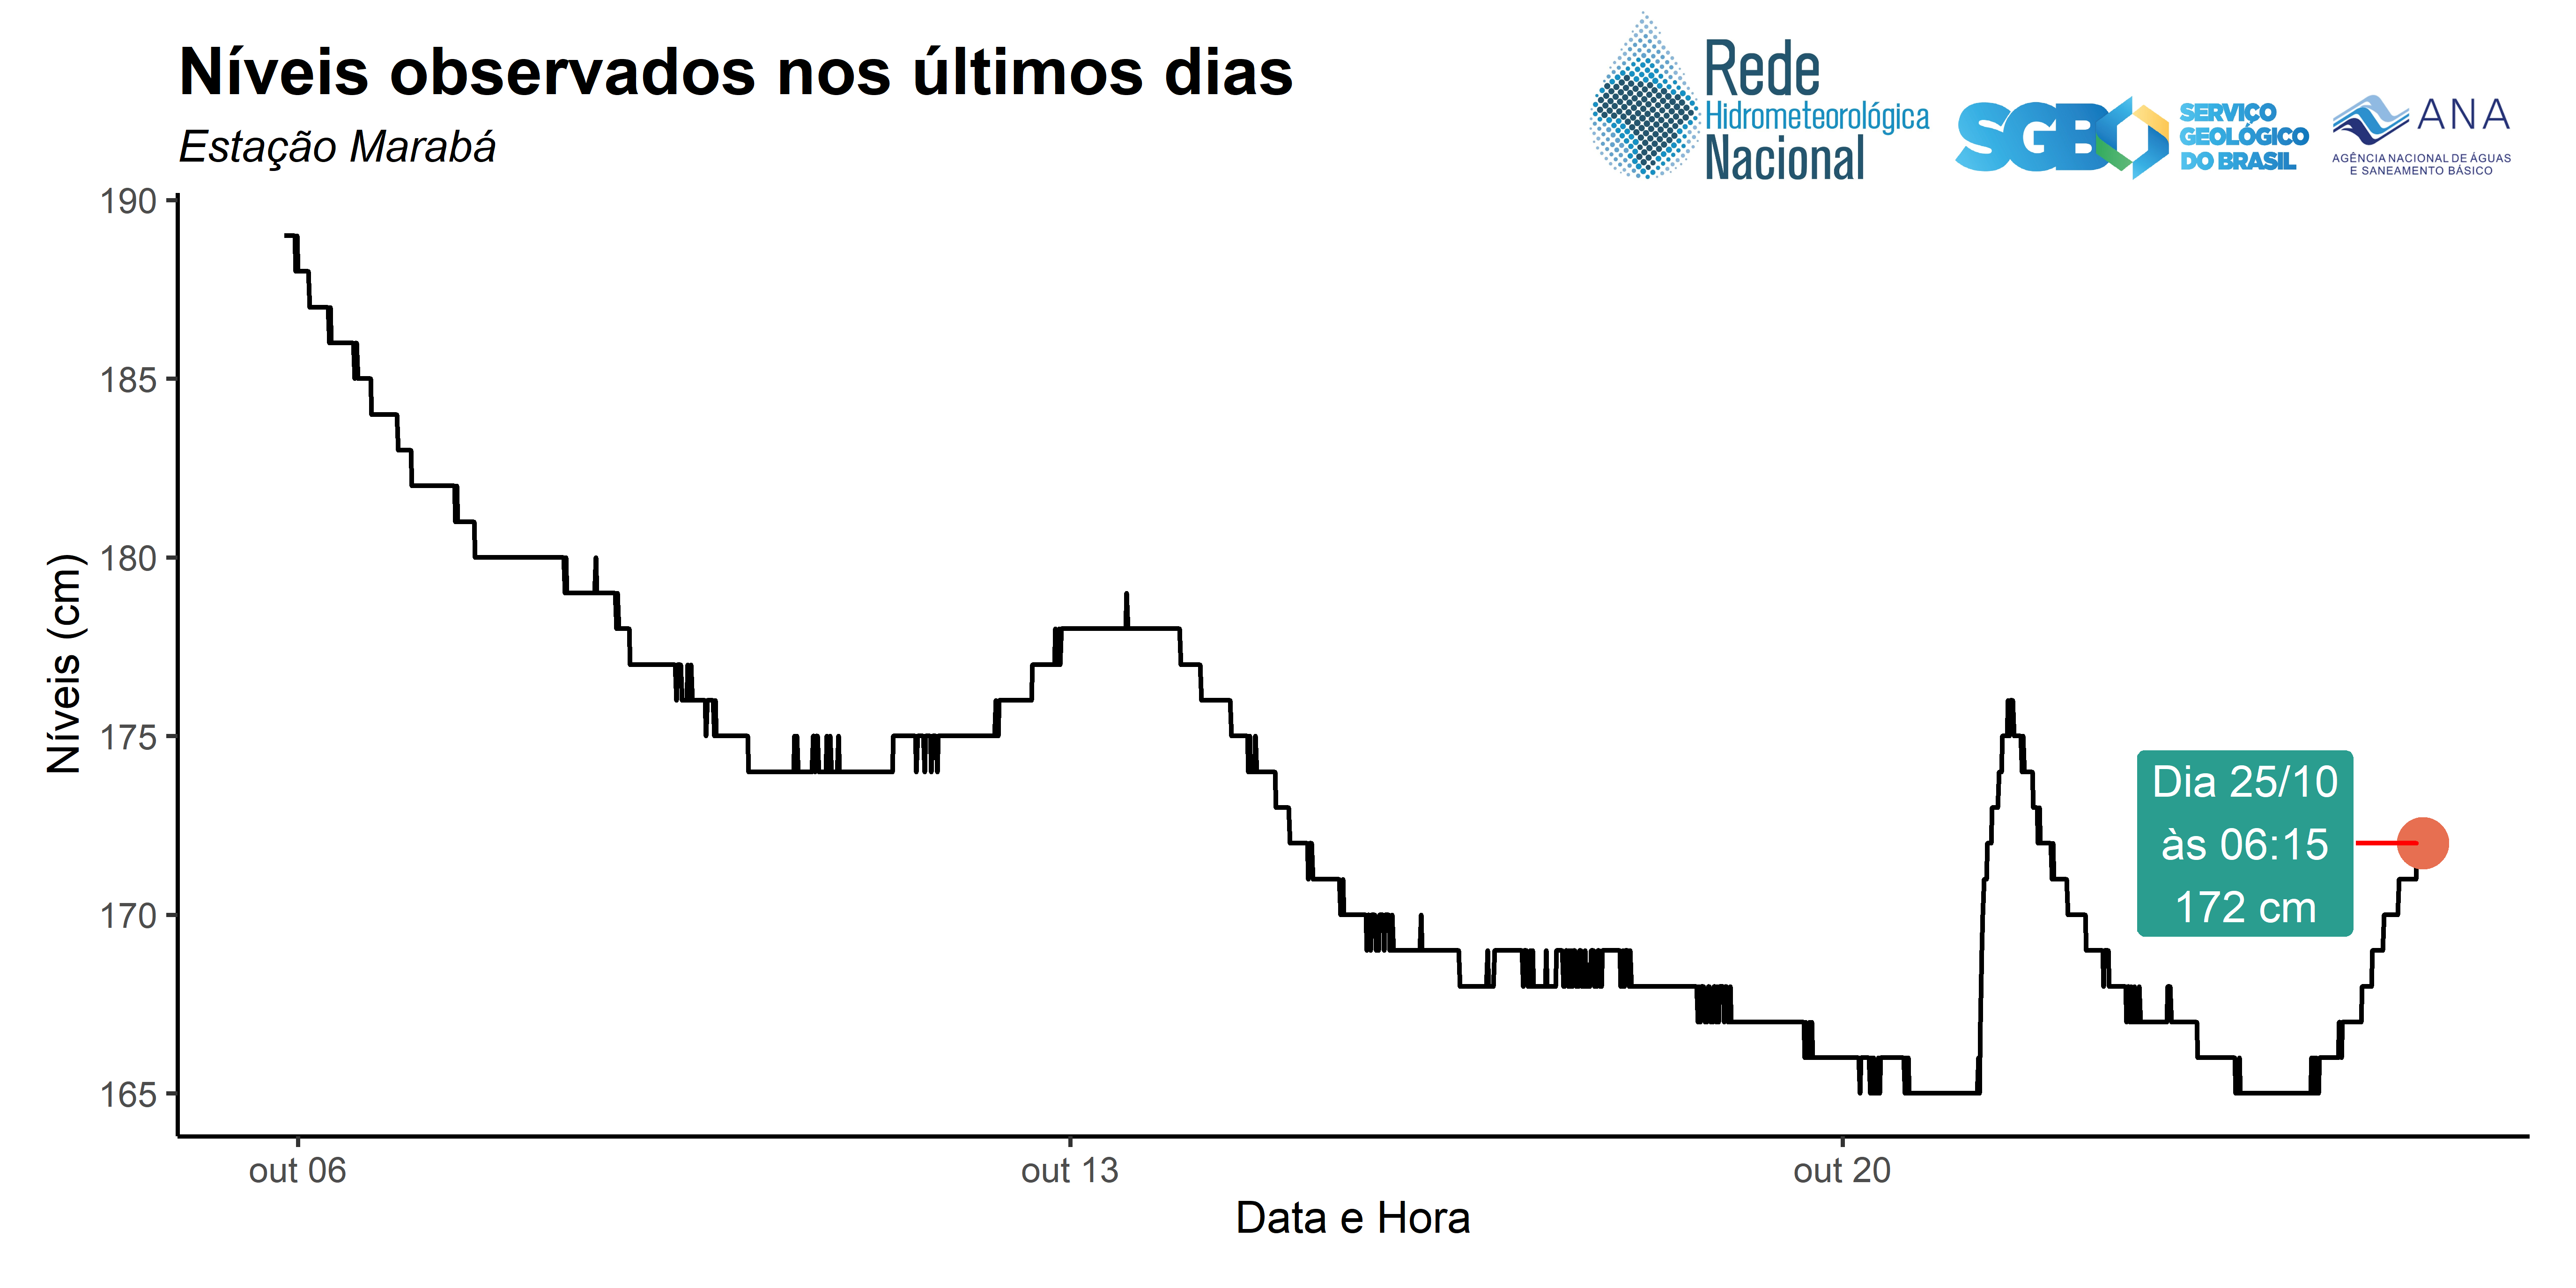 Níveis observados nos últimos dias
Estação Marabá
Rede
Hidrometeorológica
Nacional
SGB
SERVIÇO
GEOLÓGICO
DO BRASIL
ANA
AGÊNCIA NACIONAL DE ÁGUAS
E SANEAMENTO BÁSICO
190
185
180
175
170
165
Níveis (cm)
Dia 25/10
às 06:15
172 cm
out 06
out 13
out 20
Data e Hora